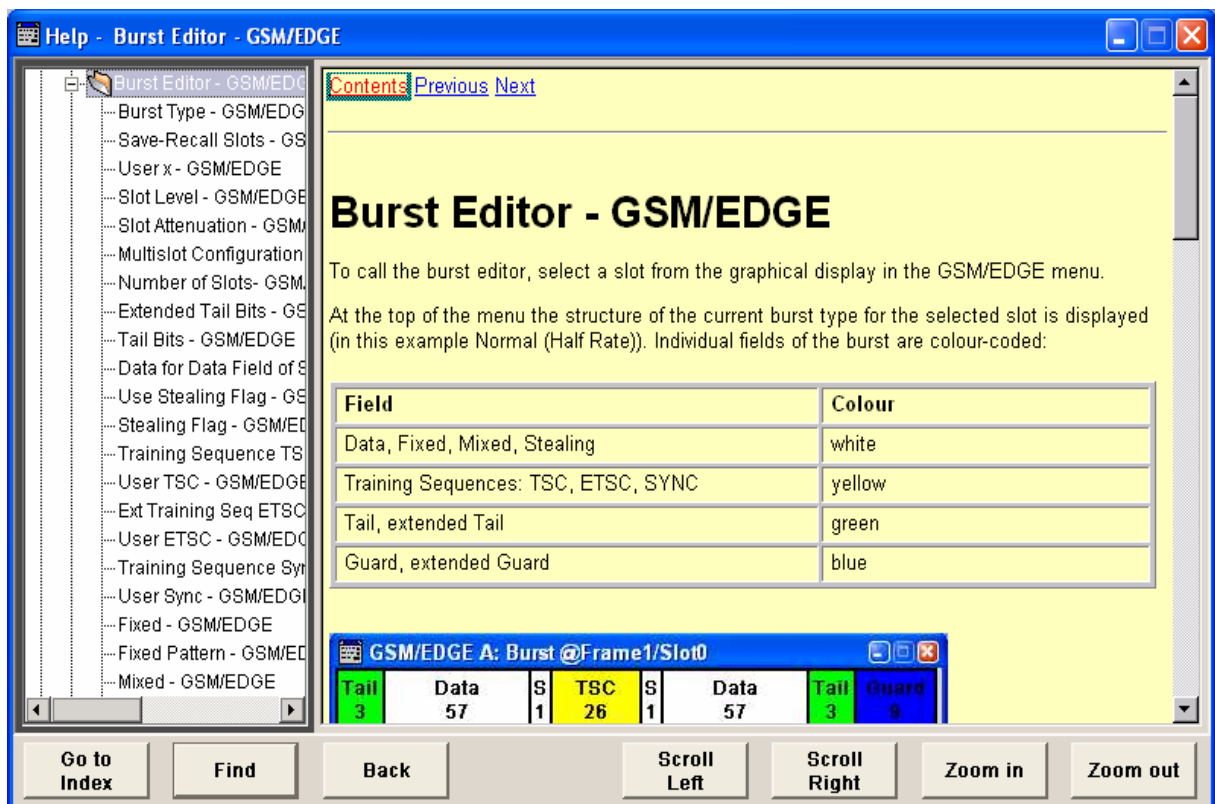 Help - Burst Editor - GSM/EDGE
Burst Editor - GSM/EDG
Burst Type - GSM/EDG
Save-Recall Slots - GS
User x - GSM/EDGE
Slot Level - GSM/EDGE
Slot Attenuation - GSM/
Multislot Configuration
Number of Slots- GSM.
Extended Tail Bits - GS
Tail Bits - GSM/EDGE
Data for Data Field of S
Use Stealing Flag - GS
Stealing Flag - GSM/ED
Training Sequence TS
User TSC - GSM/EDGE
Ext Training Seq ETSC
User ETSC - GSM/EDG
Training Sequence Syn
User Sync - GSM/EDGI
Fixed - GSM/EDGE
Fixed Pattern - GSM/ED
Mixed - GSM/EDGE
Contents Previous Next
Burst Editor - GSM/EDGE
To call the burst editor, select a slot from the graphical display in the GSM/EDGE menu.
At the top of the menu the structure of the current burst type for the selected slot is displayed
(in this example Normal (Half Rate)). Individual fields of the burst are colour-coded:
Field Colour
Data, Fixed, Mixed, Stealing white
Training Sequences: TSC, ETSC, SYNC yellow
Tail, extended Tail green
Guard, extended Guard blue
GSM/EDGE A: Burst @Frame1/Slot0
Tail Data S TSC S Data Tail Guard
3 57 1 26 1 57 3 9
Go to
Index
Find
Back
Scroll
Left
Scroll
Right
Zoom in
Zoom out